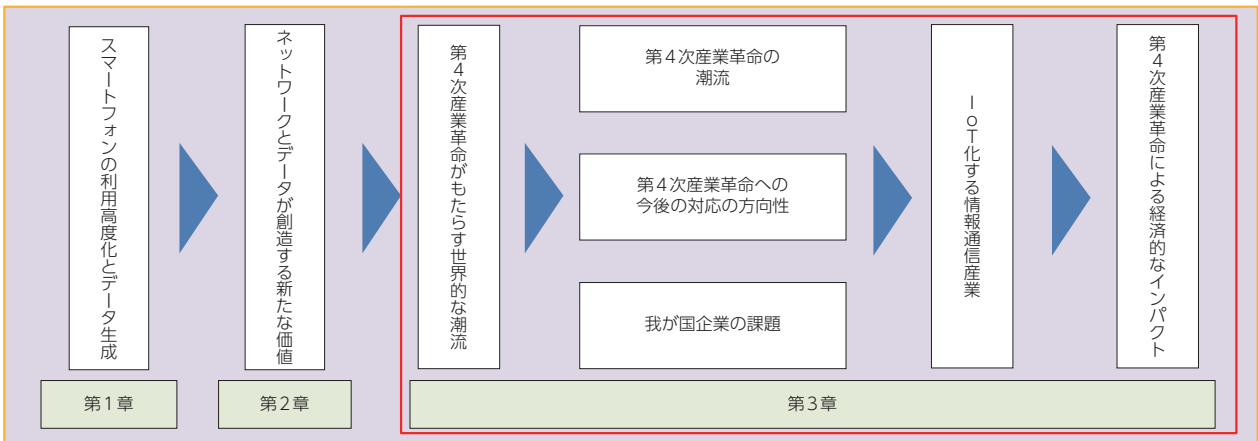 スマートフォンの利用高度化とデータ生成
ネットワークとデータが創造する新たな価値
第4次産業革命がもたらす世界的な潮流
第4次産業革命の
潮流
第4次産業革命への
今後の対応の方向性
我が国企業の課題
IoT化する情報通信産業
第4次産業革命による経済的なインパクト
第1章
第2章
第3章